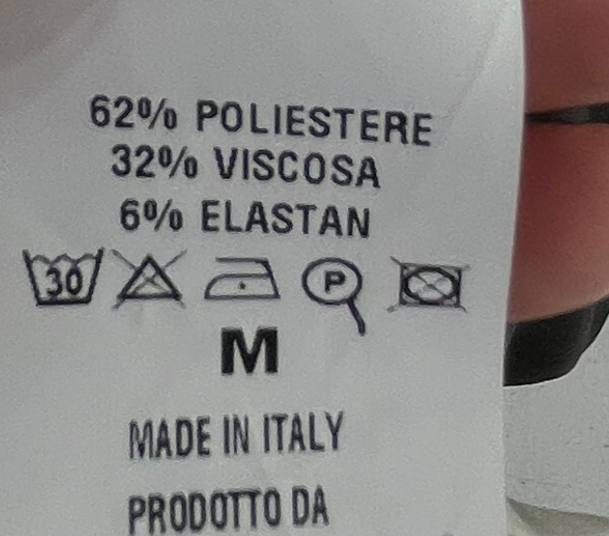 62% POLIESTERE
32% VISCOSA
6% ELASTAN
30 P
M
MADE IN ITALY
PRODOTTO DA